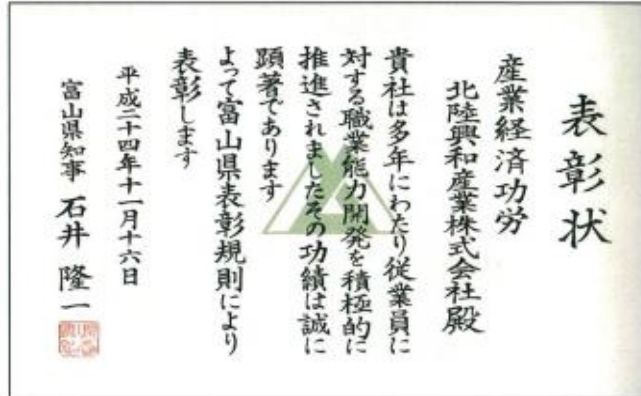 表彰状
産業経済功労
北陸興和産業株式会社殿
貴社は多年にわたり従業員に
対する職業能力開発を積極的に
推進されましたその功績は誠に
顕著であります
よって富山県表彰規則により
表彰します
平成二十四年十一月十六日
富山県知事 石井隆一